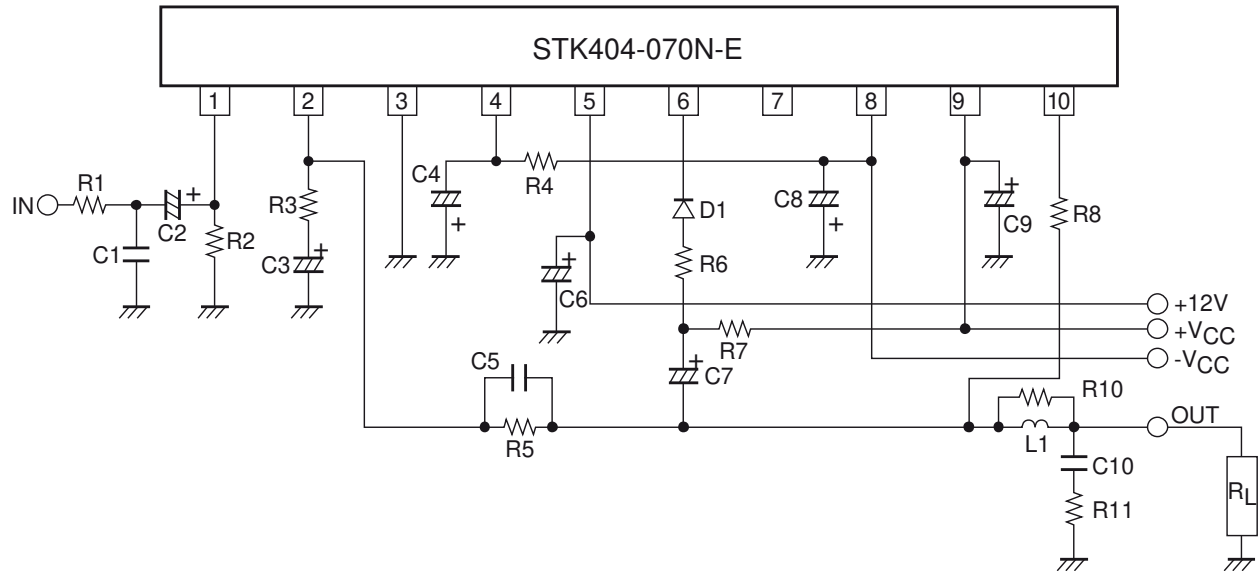 STK404-070N-E
1 2 3 4 5 6 7 8 9 10
C4
R4
R1
IN
C2
C1
R2
R3
C3
D1
C8
C9
R8
R6
C6
+12V
R7
+VCC
-VCC
C5
C7
R10
R5
L1
OUT
C10
R11
RL
+
+
+
+
+
+
+